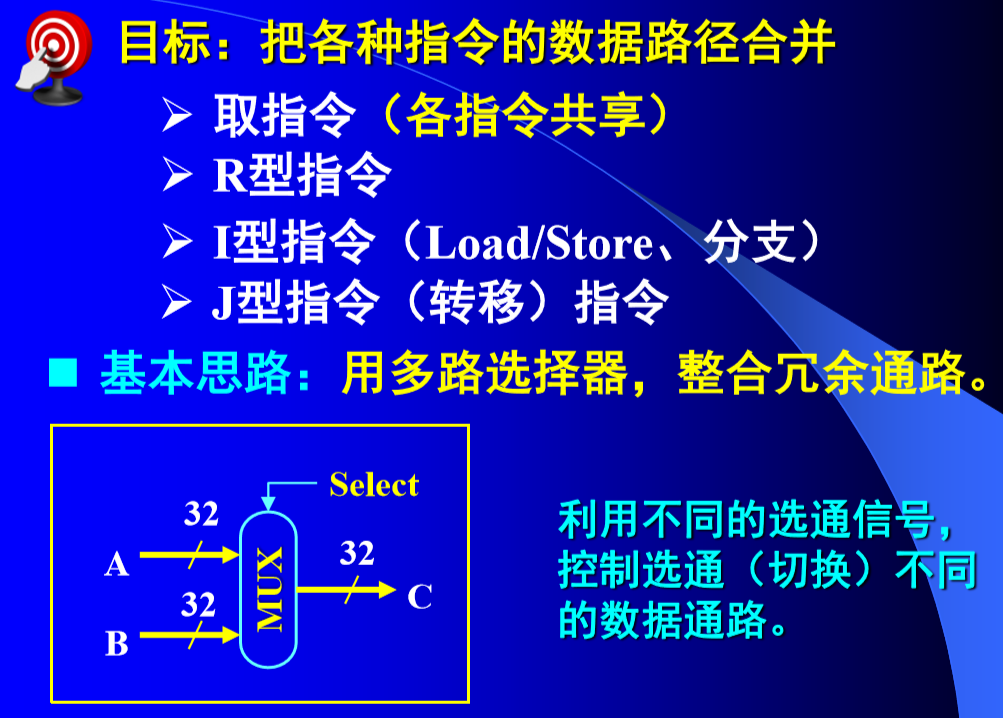 目标：把各种指令的数据路径合并
取指令（各指令共享）
R型指令
I型指令（Load/Store、分支）
J型指令（转移）指令
基本思路：用多路选择器，整合冗余通路。
Select
32
A
32
B
MUX
32
C
利用不同的选通信号，
控制选通（切换）不同
的数据通路。